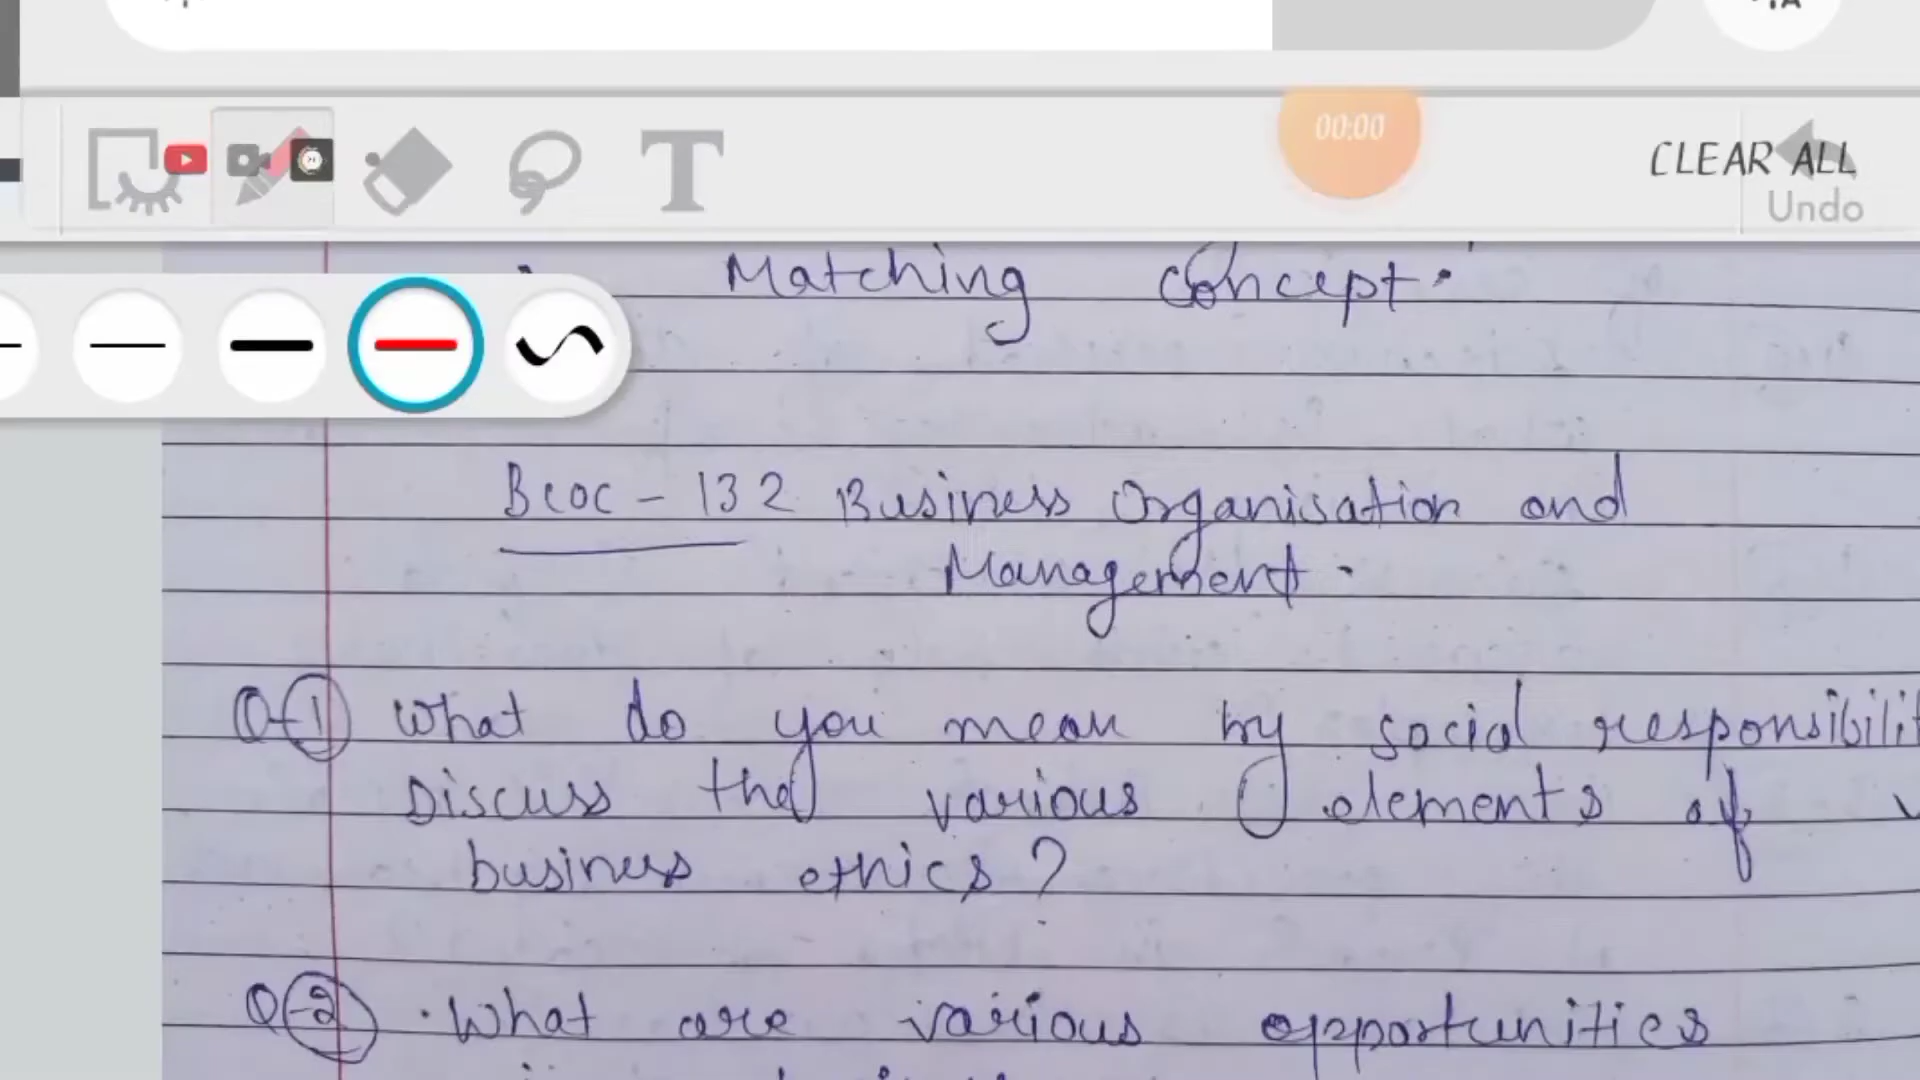 00:00
CLEAR ALL
Undo
T
Matching Concept.
BCOC - 132 Business Organisation and
Management.
Q-1 What do you mean by social
Discuss the various elements of
business ethics?
Q-2 What are various opportunities